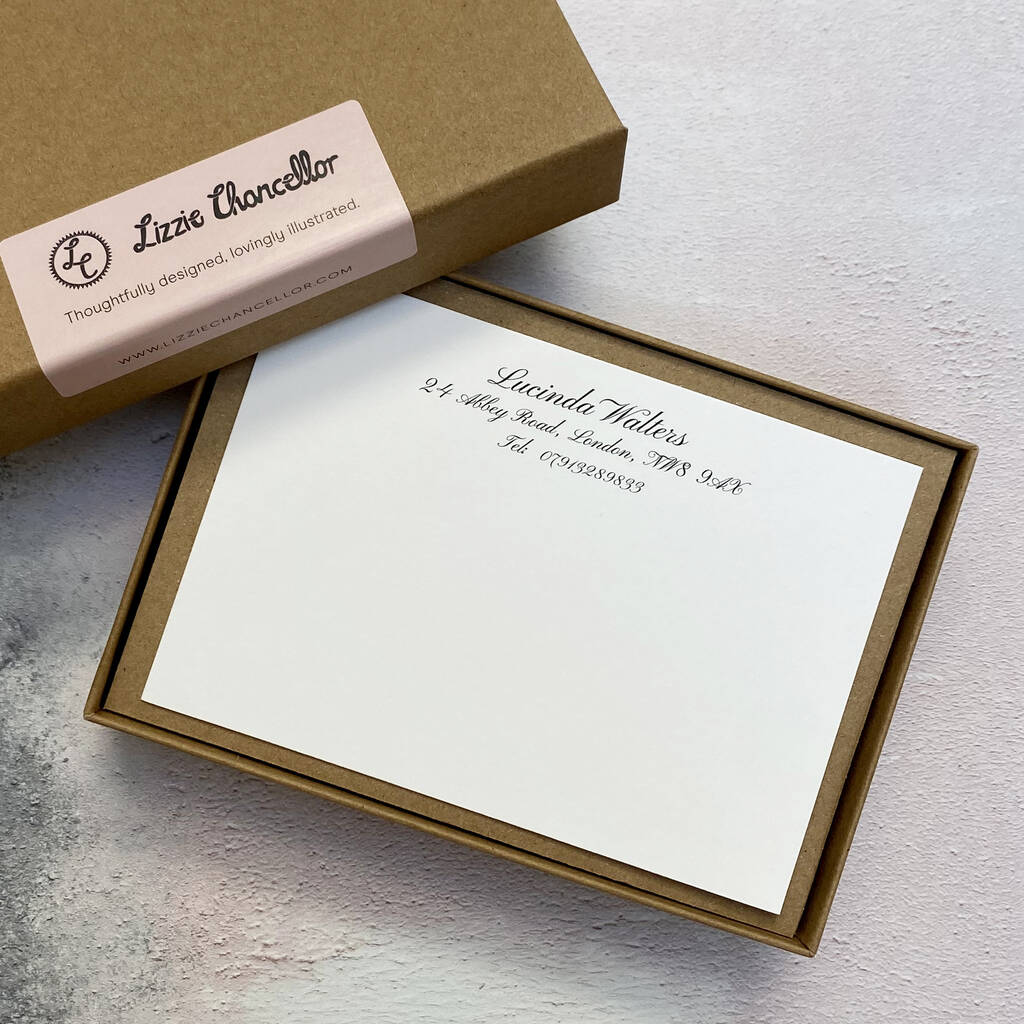 LC
Lizzie Chancellor
Thoughtfully designed, lovingly illustrated.
WWW.LIZZIECHANCELLOR.COM
Lucinda Walters
24 Abbey Road, London, NW8 9AX
Tel: 07913289833